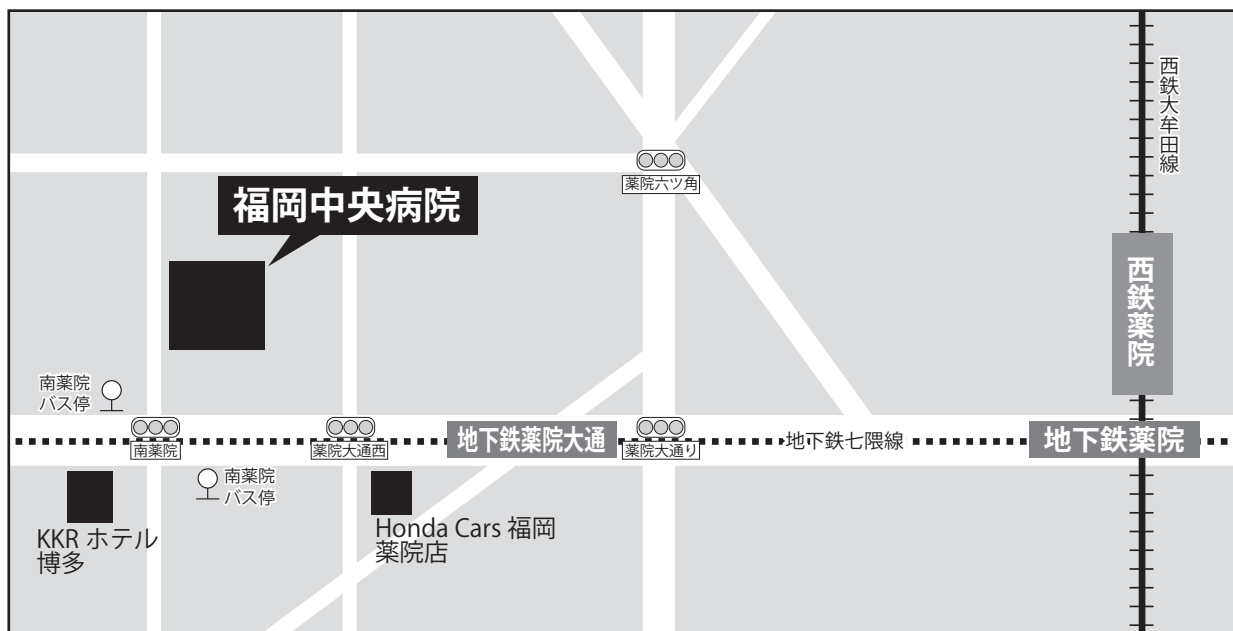 西鉄大牟田線
薬院六ツ角
福岡中央病院
西鉄薬院
南薬院
バス停
南薬院
薬院大通西
地下鉄薬院大通
薬院大通り
地下鉄七隈線
地下鉄薬院
南薬院
バス停
KKR ホテル
博多
Honda Cars 福岡
薬院店